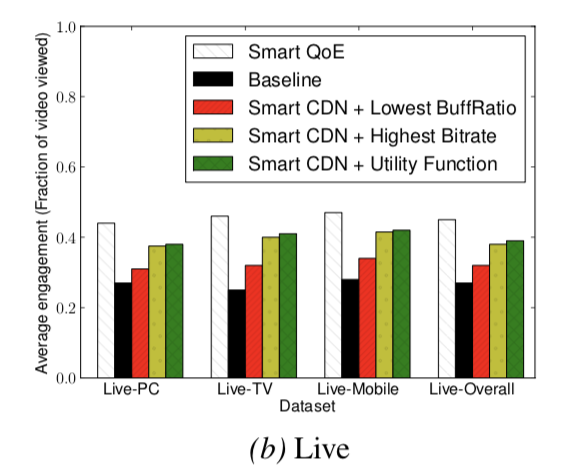 Average engagement (Fraction of video viewed)
1.0
0.8
0.6
0.4
0.2
0.0
Smart QoE
Baseline
Smart CDN + Lowest BuffRatio
Smart CDN + Highest Bitrate
Smart CDN + Utility Function
Live-PC Live-TV Live-Mobile Live-Overall
Dataset
(b) Live